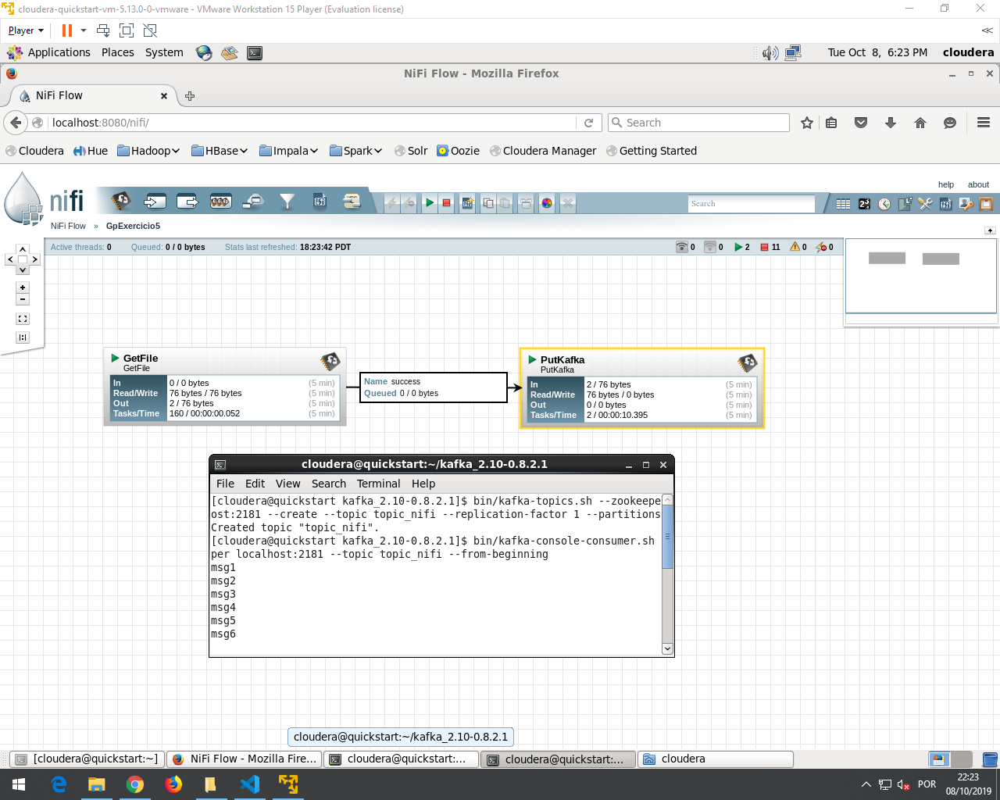 cloudera-quickstart-vm-5.13.0-0-vmware - VMware Workstation 15 Player (Evaluation license)
Player
Applications Places System Tue Oct 8, 6:23 PM cloudera
NiFi Flow - Mozilla Firefox
NiFi Flow
localhost:8080/nifi/ Search
Cloudera Hue Hadoop HBase Impala Spark Solr Oozie Cloudera Manager Getting Started
help about
nifi Search
NiFi Flow » GpExercicio5
Active threads: 0 Queued: 0 / 0 bytes Stats last refreshed: 18:23:42 PDT 0 0 2 11 0 0
GetFile
GetFile
In 0 / 0 bytes (5 min)
Read/Write 76 bytes / 76 bytes (5 min)
Out 2 / 76 bytes (5 min)
Tasks/Time 160 / 00:00:00.052 (5 min)
Name success
Queued 0 / 0 bytes
PutKafka
PutKafka
In 2 / 76 bytes (5 min)
Read/Write 76 bytes / 0 bytes (5 min)
Out 0 / 0 bytes (5 min)
Tasks/Time 2 / 00:00:10.395 (5 min)
cloudera@quickstart:~/kafka_2.10-0.8.2.1
File Edit View Search Terminal Help
[cloudera@quickstart kafka_2.10-0.8.2.1]$ bin/kafka-topics.sh --zookeepe
ost:2181 --create --topic topic_nifi --replication-factor 1 --partitions
Created topic "topic_nifi".
[cloudera@quickstart kafka_2.10-0.8.2.1]$ bin/kafka-console-consumer.sh
per localhost:2181 --topic topic_nifi --from-beginning
msg1
msg2
msg3
msg4
msg5
msg6
cloudera@quickstart:~/kafka_2.10-0.8.2.1
[cloudera@quickstart:~] NiFi Flow - Mozilla Fire... cloudera@quickstart:... cloudera@quickstart:... cloudera
POR 22:23
08/10/2019